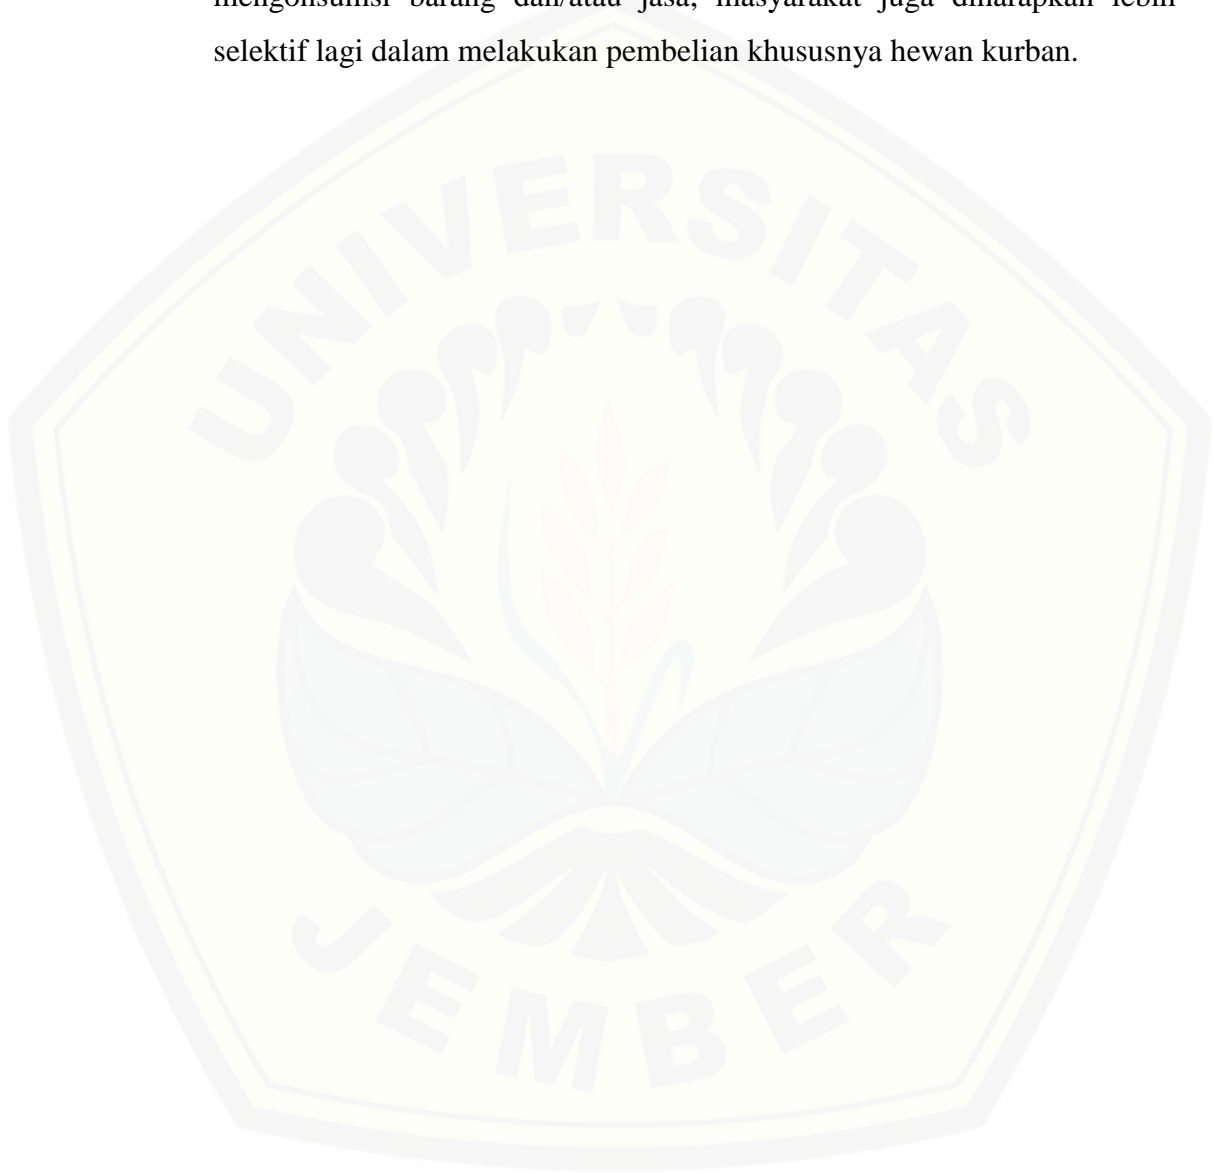 mengonsumsi barang dan/atau jasa, masyarakat juga diharapkan lebih
selektif lagi dalam melakukan pembelian khususnya hewan kurban.
UNIVERSITAS
JEMBER